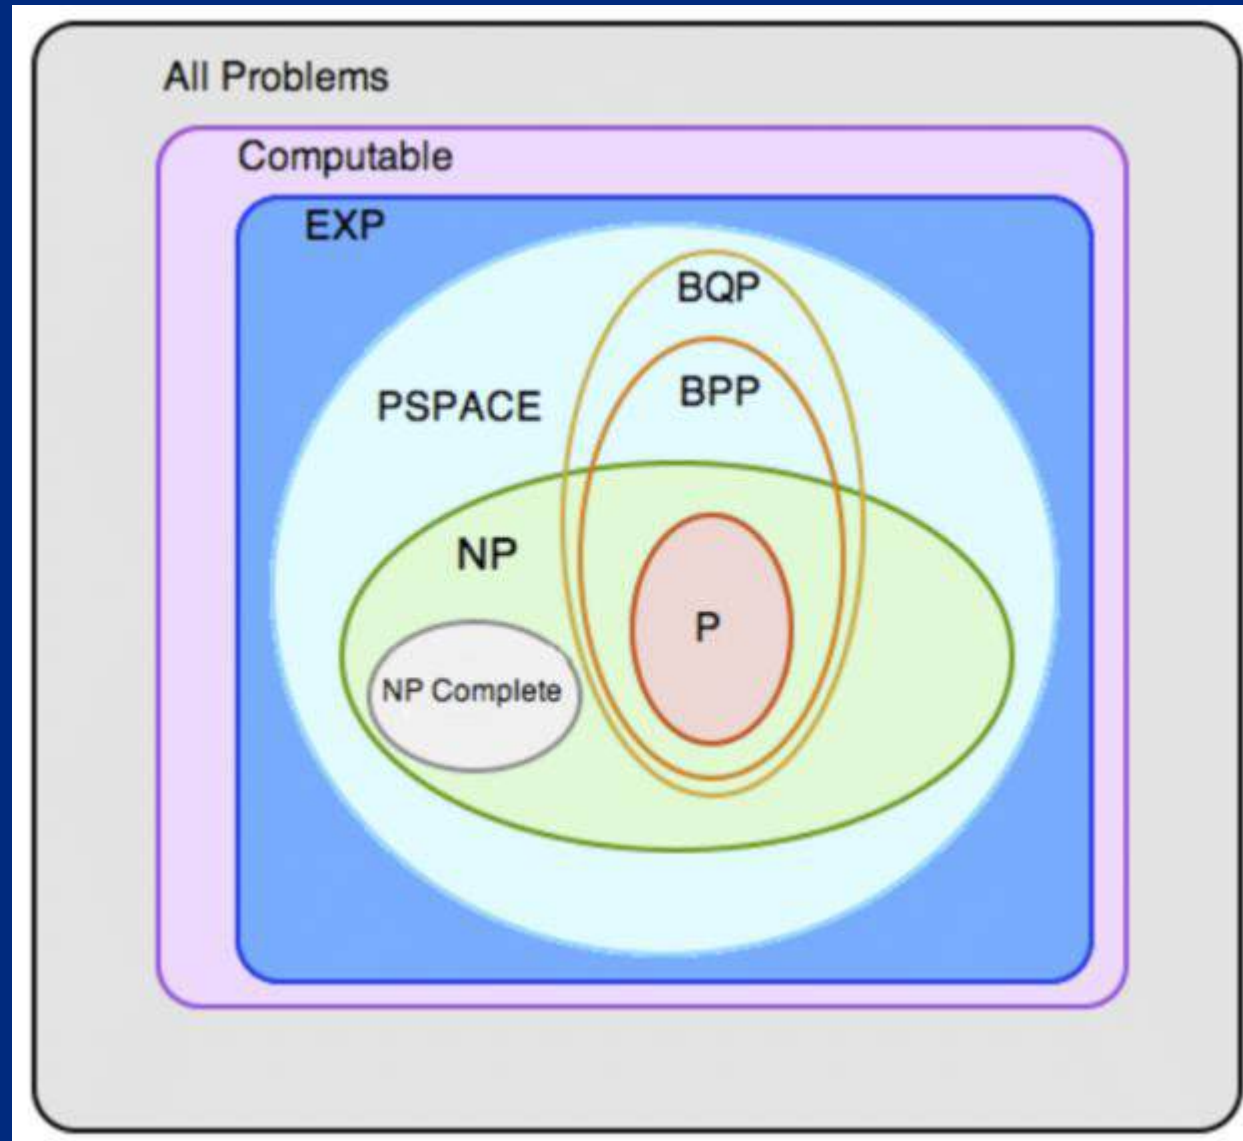 All Problems
Computable
EXP
BQP
BPP
PSPACE
NP
P
NP Complete